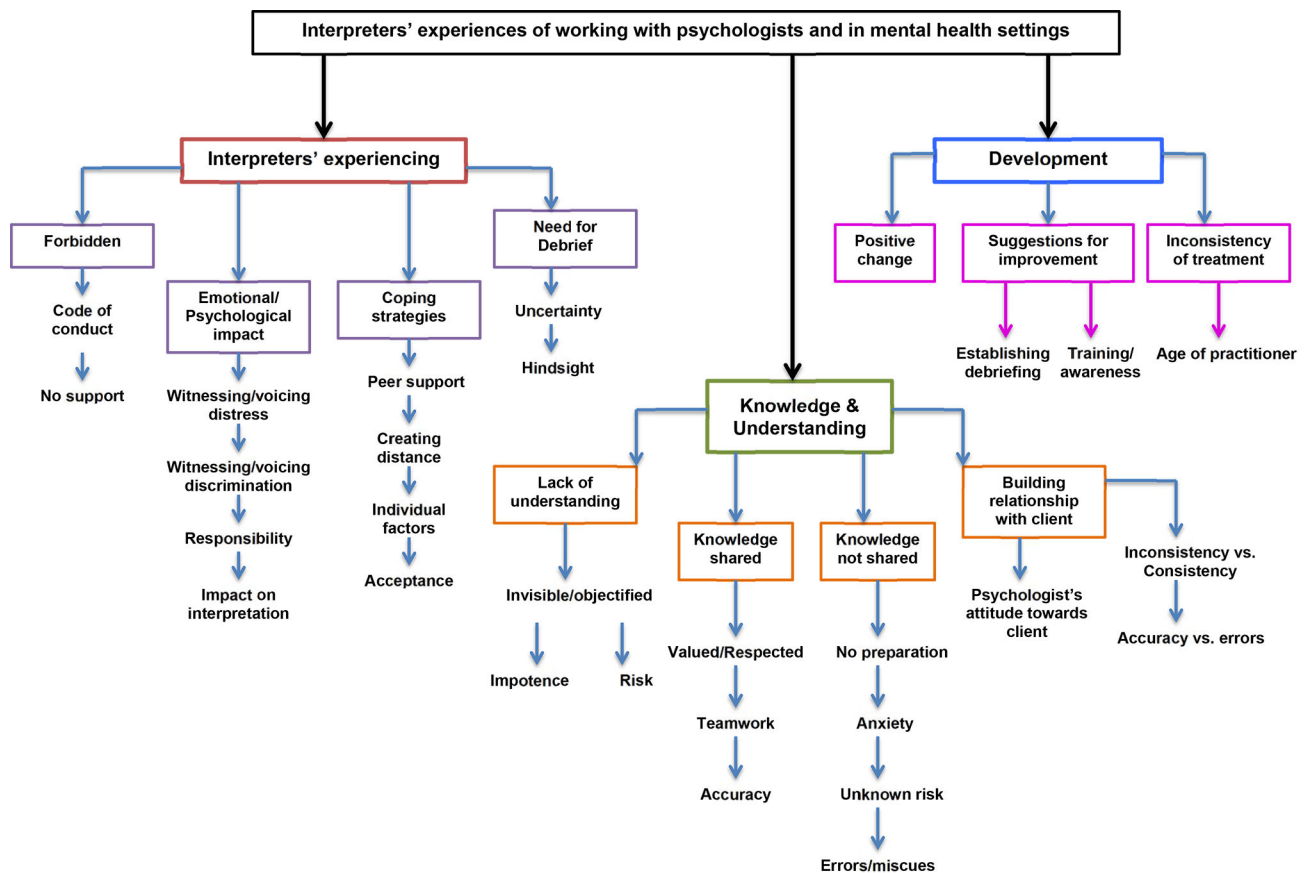 Interpreters’ experiences of working with psychologists and in mental health settings
Interpreters’ experiencing
Forbidden
Code of
conduct
No support
Emotional/
Psychological
impact
Witnessing/voicing
distress
Witnessing/voicing
discrimination
Responsibility
Impact on
interpretation
Coping
strategies
Peer support
Creating
distance
Individual
factors
Acceptance
Need for
Debrief
Uncertainty
Hindsight
Knowledge &
Understanding
Lack of
understanding
Invisible/objectified
Impotence
Risk
Knowledge
shared
Valued/Respected
Teamwork
Accuracy
Knowledge
not shared
No preparation
Anxiety
Unknown risk
Errors/miscues
Building
relationship
with client
Psychologist’s
attitude towards
client
Inconsistency vs.
Consistency
Accuracy vs. errors
Development
Positive
change
Suggestions for
improvement
Establishing
debriefing
Training/
awareness
Inconsistency
of treatment
Age of practitioner